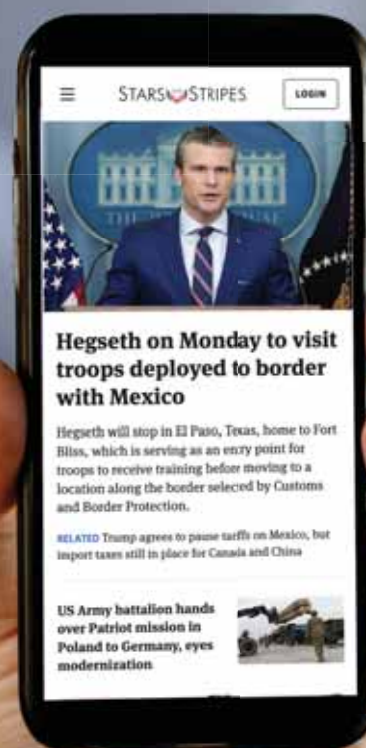 STARS STRIPES
LOGIN
THE WHITE HOUSE
Hegseth on Monday to visit
troops deployed to border
with Mexico
Hegseth will stop in El Paso, Texas, home to Fort
Bliss, which is serving as an entry point for
troops to receive training before moving to a
location along the border selected by Customs
and Border Protection.
RELATED Trump agrees to pause tariffs on Mexico, but
import taxes still in place for Canada and China
US Army battalion hands
over Patriot mission in
Poland to Germany, eyes
modernization